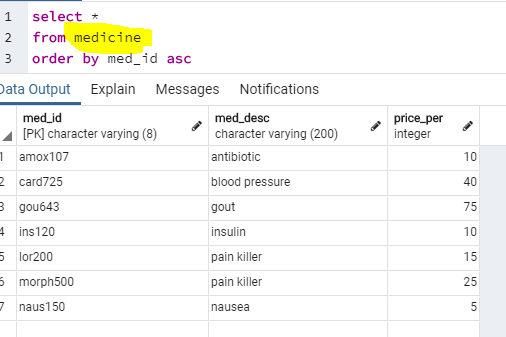 1 select *
2 from medicine
3 order by med_id asc
Data Output Explain Messages Notifications
med_id med_desc price_per
[PK] character varying (8) character varying (200) integer
1 amox107 antibiotic 10
2 card725 blood pressure 40
3 gou643 gout 75
4 ins120 insulin 10
5 lor200 pain killer 15
6 morph500 pain killer 25
7 naus150 nausea 5